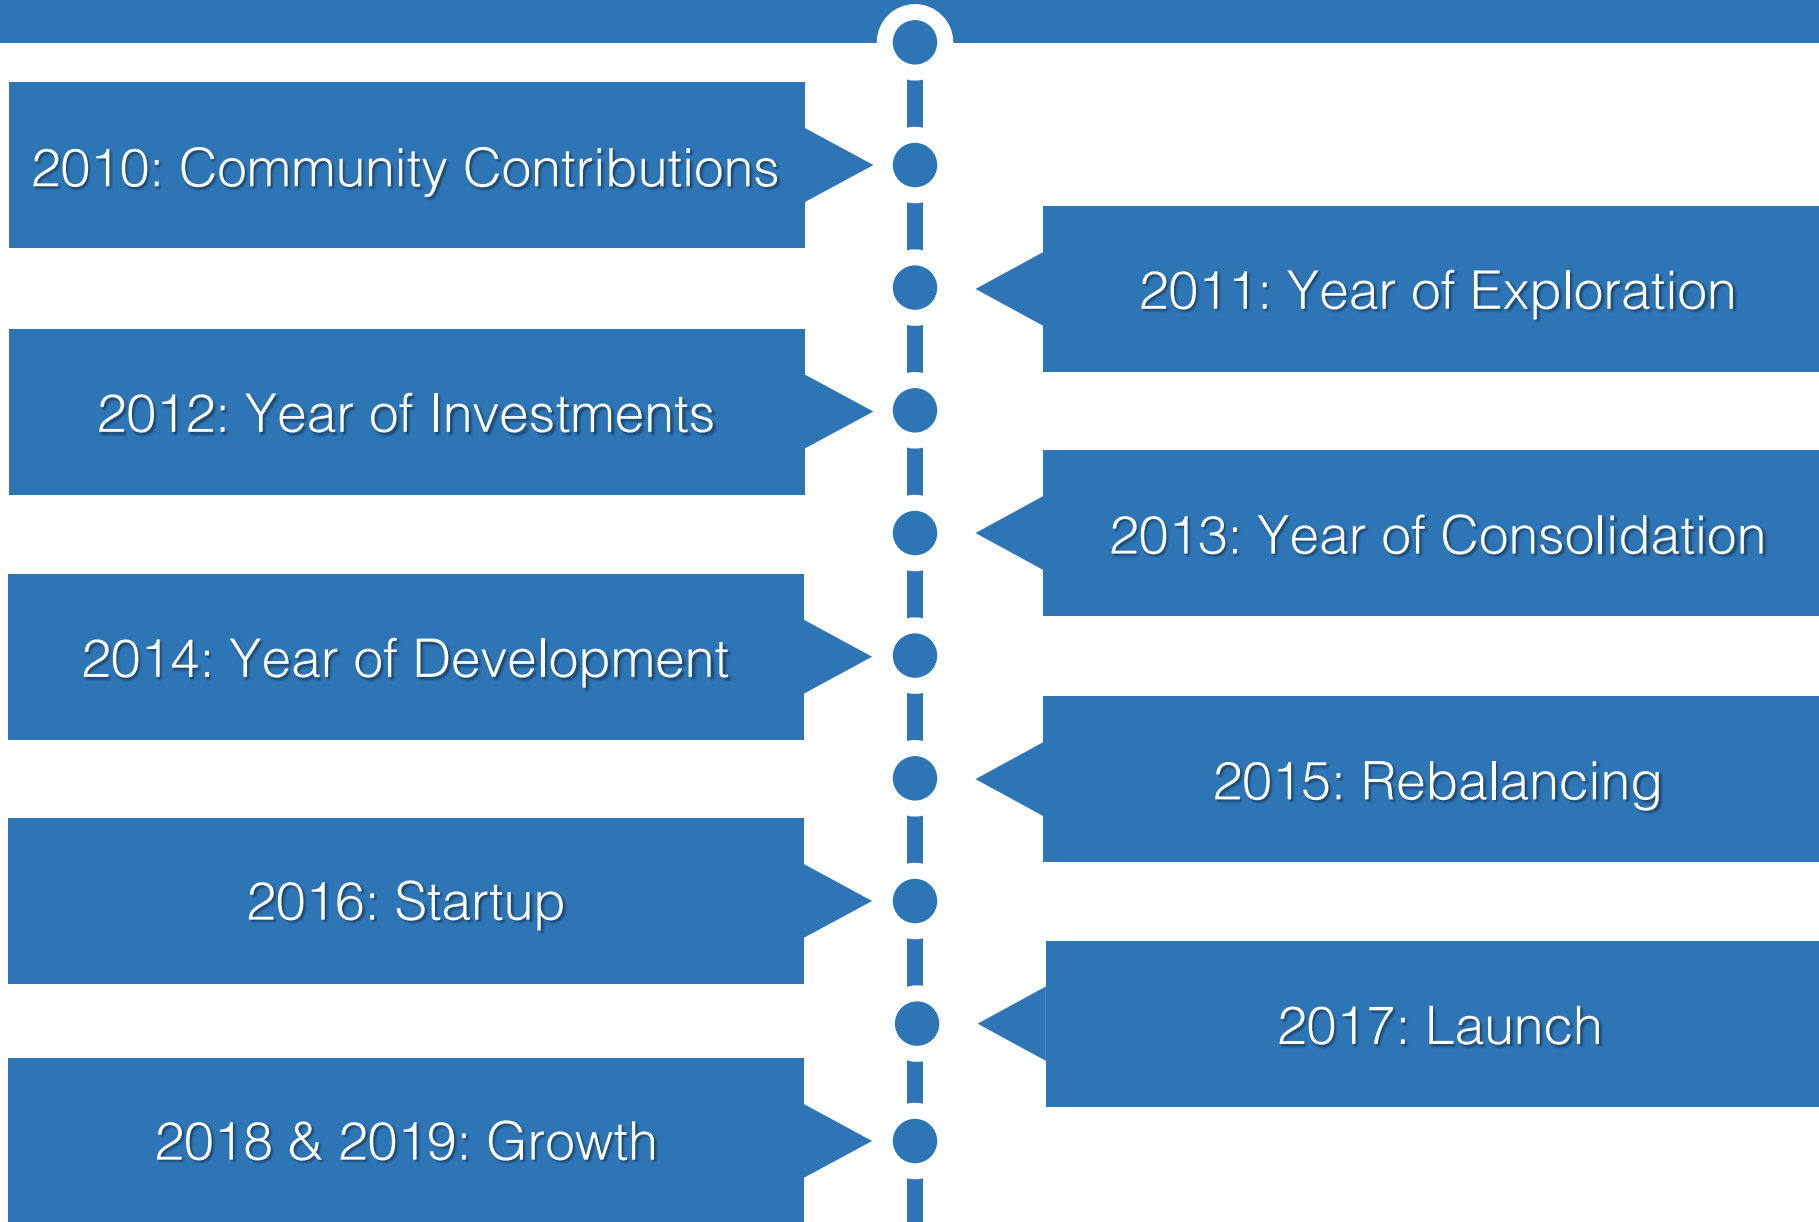 2010: Community Contributions
2011: Year of Exploration
2012: Year of Investments
2013: Year of Consolidation
2014: Year of Development
2015: Rebalancing
2016: Startup
2017: Launch
2018 & 2019: Growth